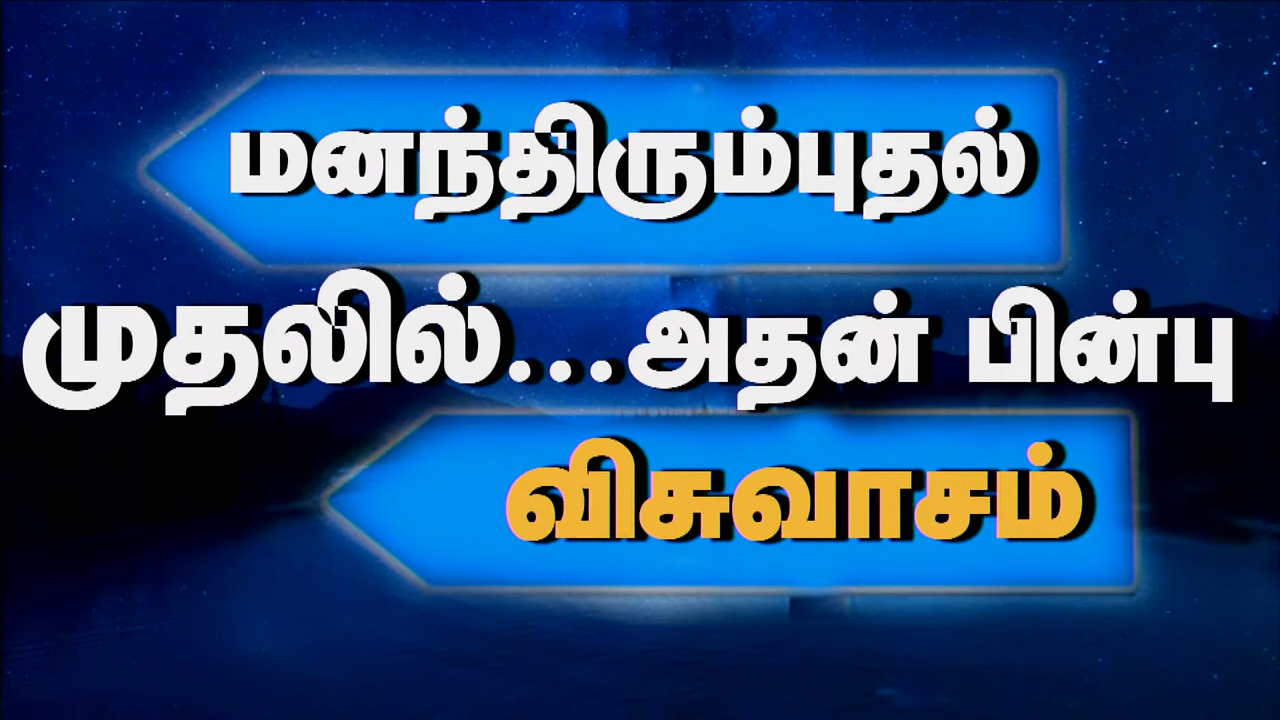 மனந்திரும்புதல்
முதலில்...அதன் பின்பு
விசுவாசம்